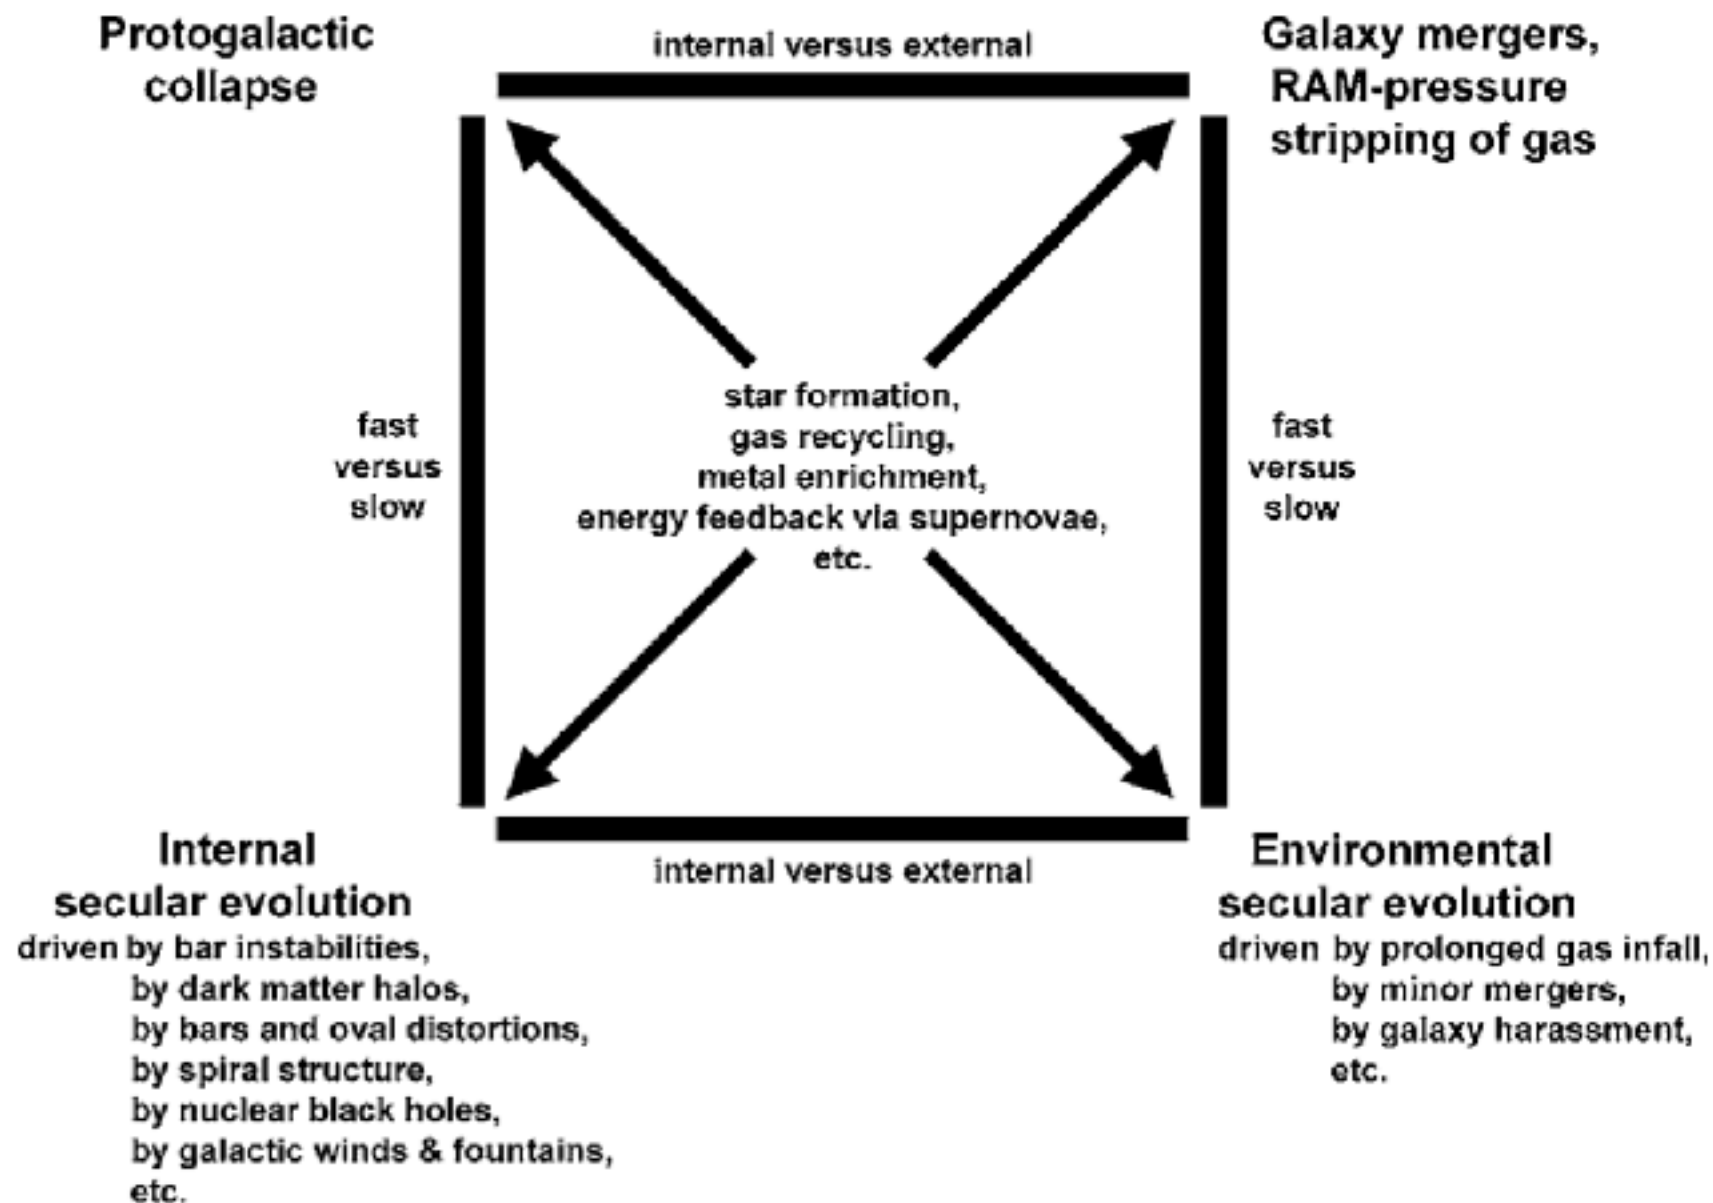 Protogalactic
collapse
internal versus external
Galaxy mergers,
RAM-pressure
stripping of gas
fast
versus
slow
star formation,
gas recycling,
metal enrichment,
energy feedback via supernovae,
etc.
fast
versus
slow
Internal
secular evolution
driven by bar instabilities,
by dark matter halos,
by bars and oval distortions,
by spiral structure,
by nuclear black holes,
by galactic winds & fountains,
etc.
internal versus external
Environmental
secular evolution
driven by prolonged gas infall,
by minor mergers,
by galaxy harassment,
etc.